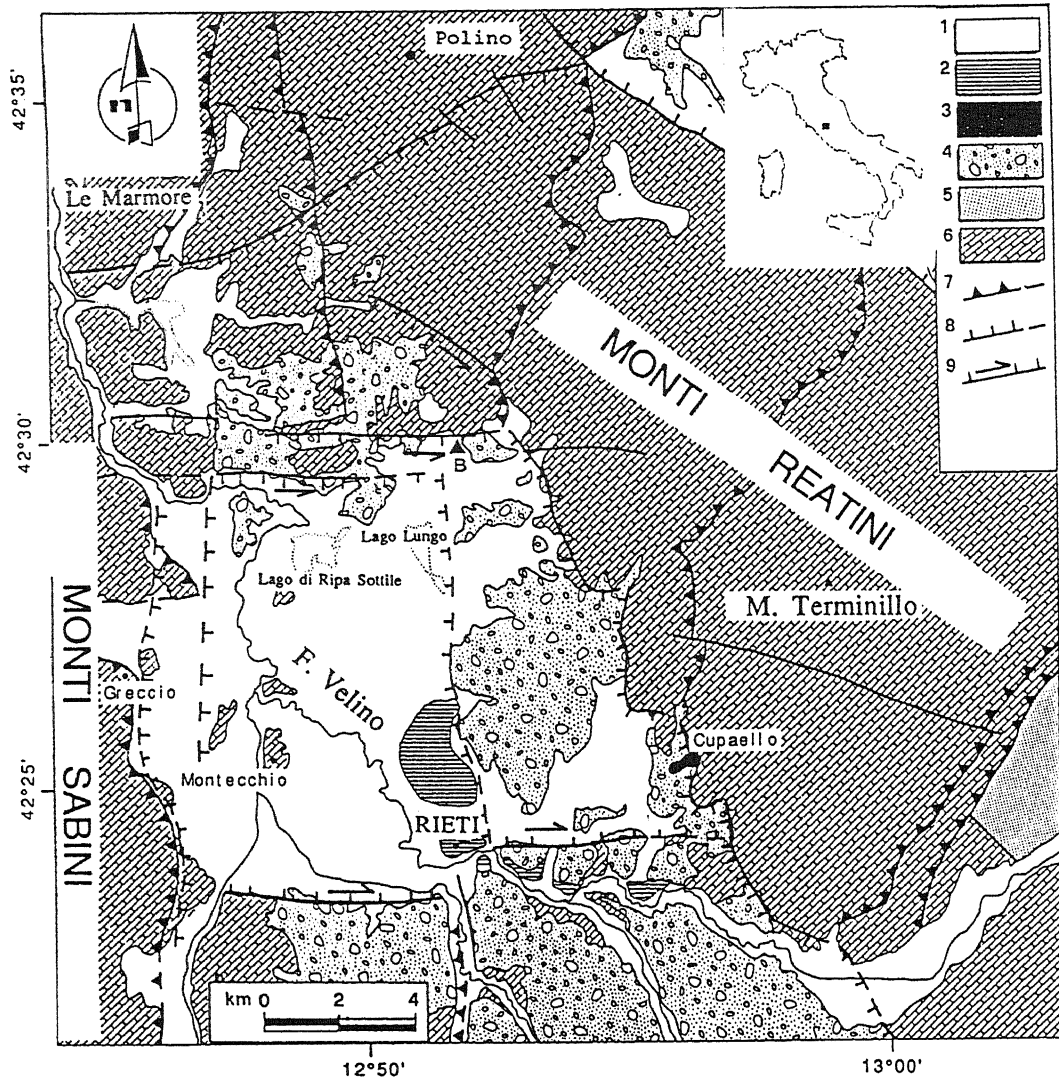 Polino
1
2
3
4
5
6
7
8
9
42°35'
Le Marmore
MONTI
REATINI
42°30'
B
Lago Lungo
Lago di Ripa Sottile
M. Terminillo
MONTI SABINI
Greccio
F. Velino
Cupaello
Montecchio
42°25'
RIETI
km 0 2 4
12°50'
13°00'